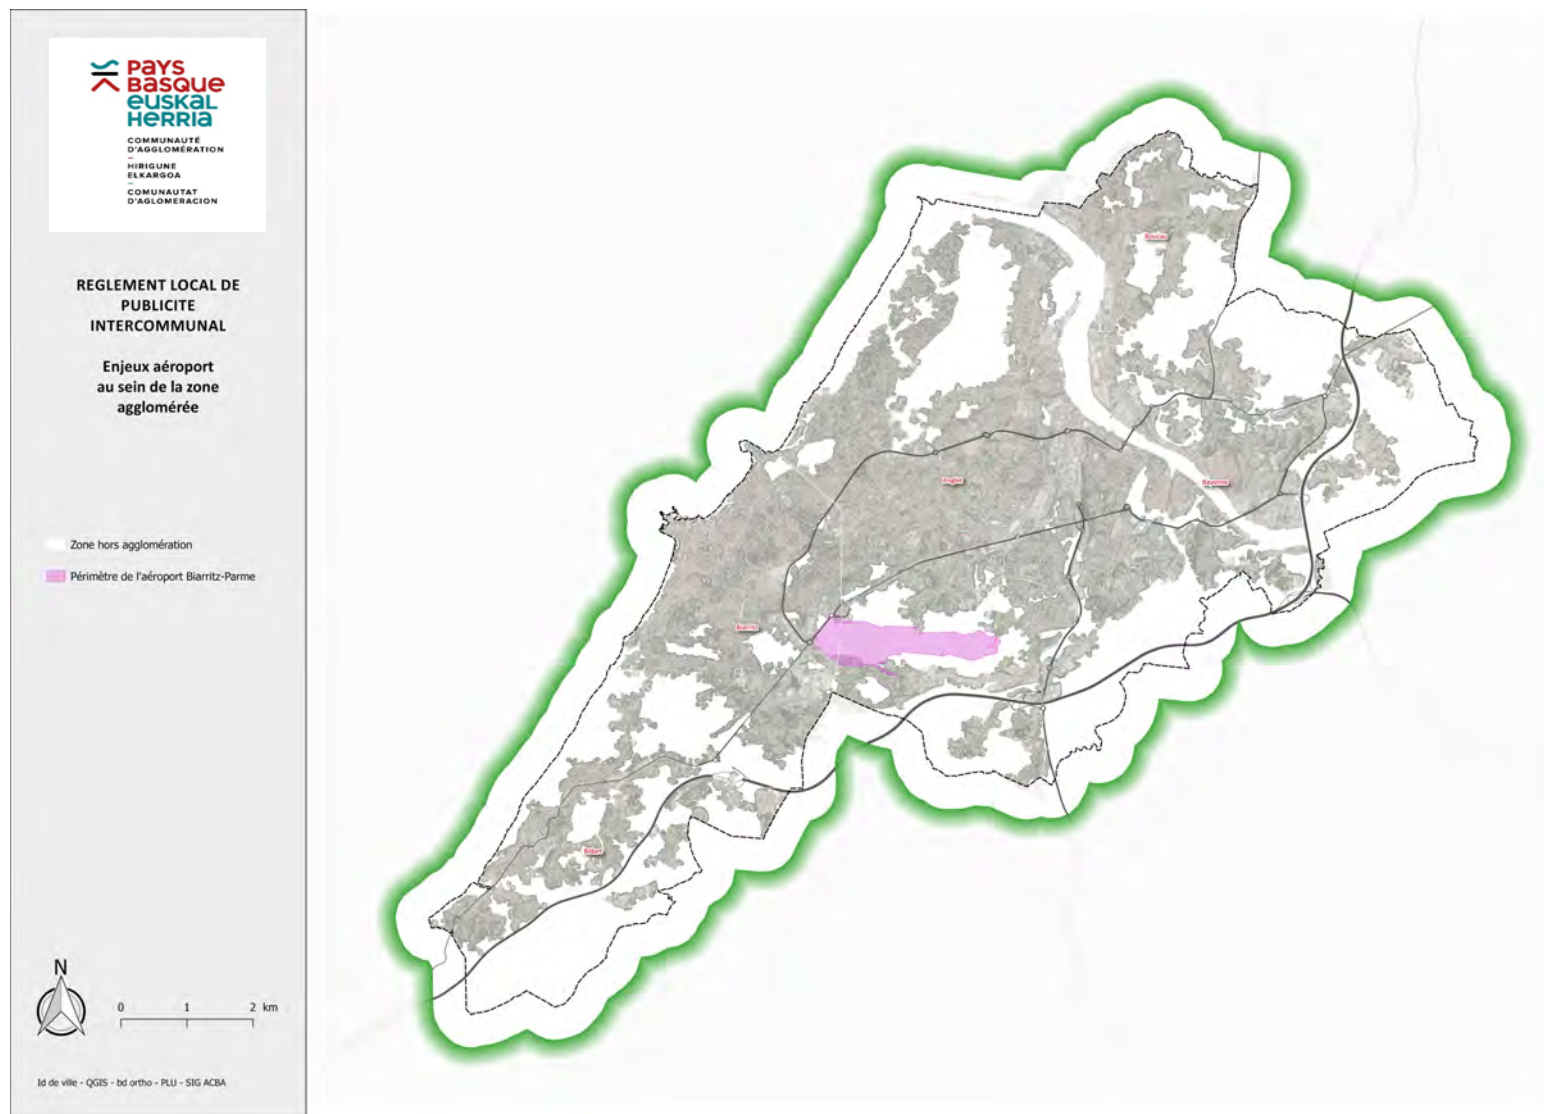 PAYS
BASQUE
EUSKAL
HERRIA
COMMUNAUTÉ
D'AGGLOMÉRATION
HIRIGUNE
ELKARGOA
COMUNAUTAT
D'AGLOMERACION
REGLEMENT LOCAL DE
PUBLICITE
INTERCOMMUNAL
Enjeux aéroport
au sein de la zone
agglomérée
Zone hors agglomération
Périmètre de l'aéroport Biarritz-Parme
N
0 1 2 km
Id de ville - QGIS - bd ortho - PLU - SIG ACBA
Boucau
Anglet
Bayonne
Biarritz
Bidart